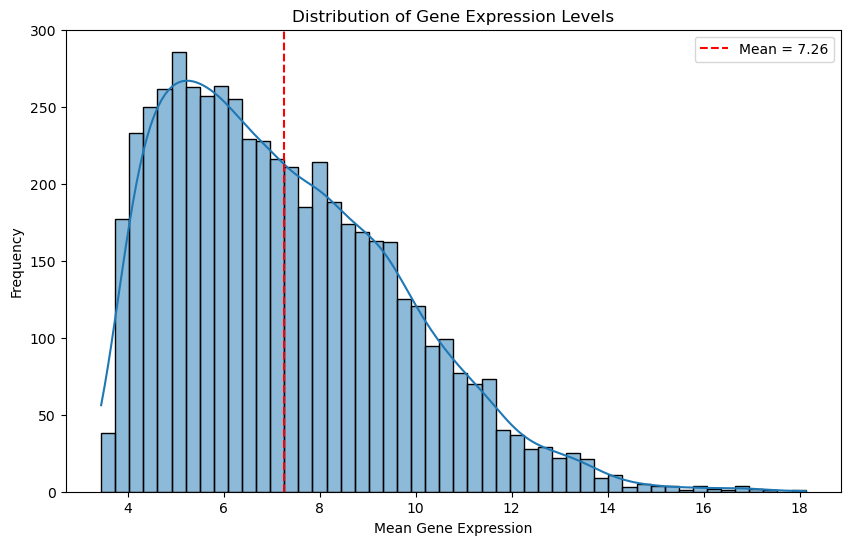 Distribution of Gene Expression Levels
Mean = 7.26
Frequency
300
250
200
150
100
50
0
4 6 8 10 12 14 16 18
Mean Gene Expression